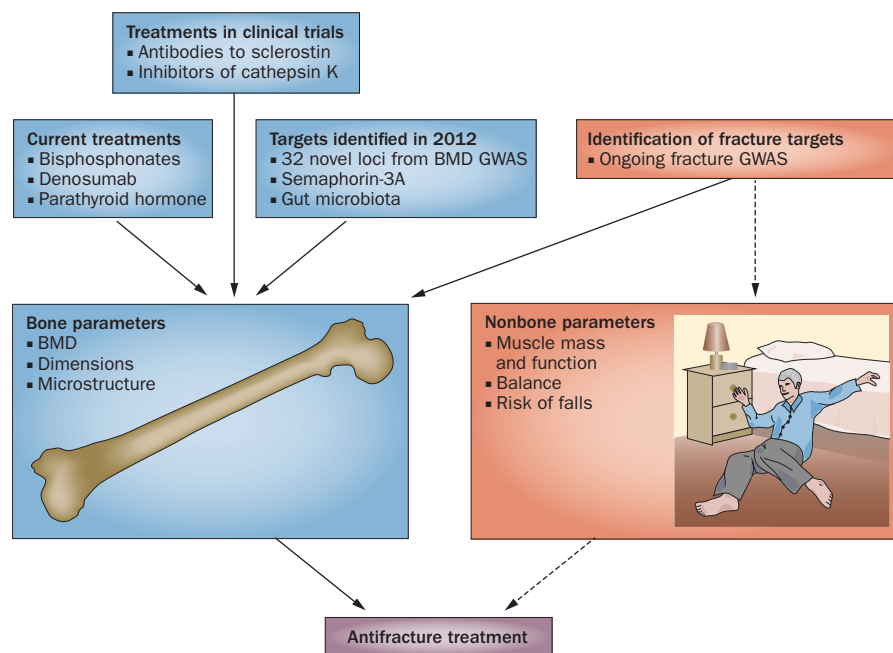 Treatments in clinical trials
▪ Antibodies to sclerostin
▪ Inhibitors of cathepsin K
Current treatments
▪ Bisphosphonates
▪ Denosumab
▪ Parathyroid hormone
Targets identified in 2012
▪ 32 novel loci from BMD GWAS
▪ Semaphorin-3A
▪ Gut microbiota
Identification of fracture targets
▪ Ongoing fracture GWAS
Bone parameters
▪ BMD
▪ Dimensions
▪ Microstructure
Nonbone parameters
▪ Muscle mass
and function
▪ Balance
▪ Risk of falls
Antifracture treatment